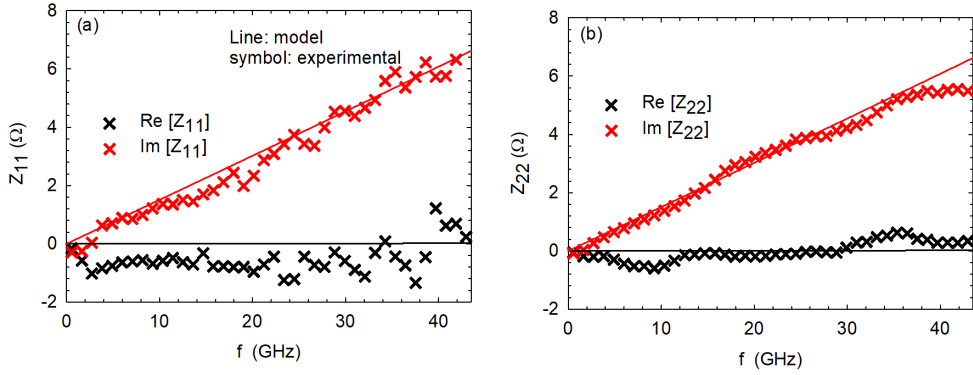 (a)
Line: model
symbol: experimental
Re [Z11]
Im [Z11]
Z11 (Ω)
8
6
4
2
0
-2
0 10 20 30 40
f (GHz)
(b)
Re [Z22]
Im [Z22]
Z22 (Ω)
8
6
4
2
0
-2
0 10 20 30 40
f (GHz)